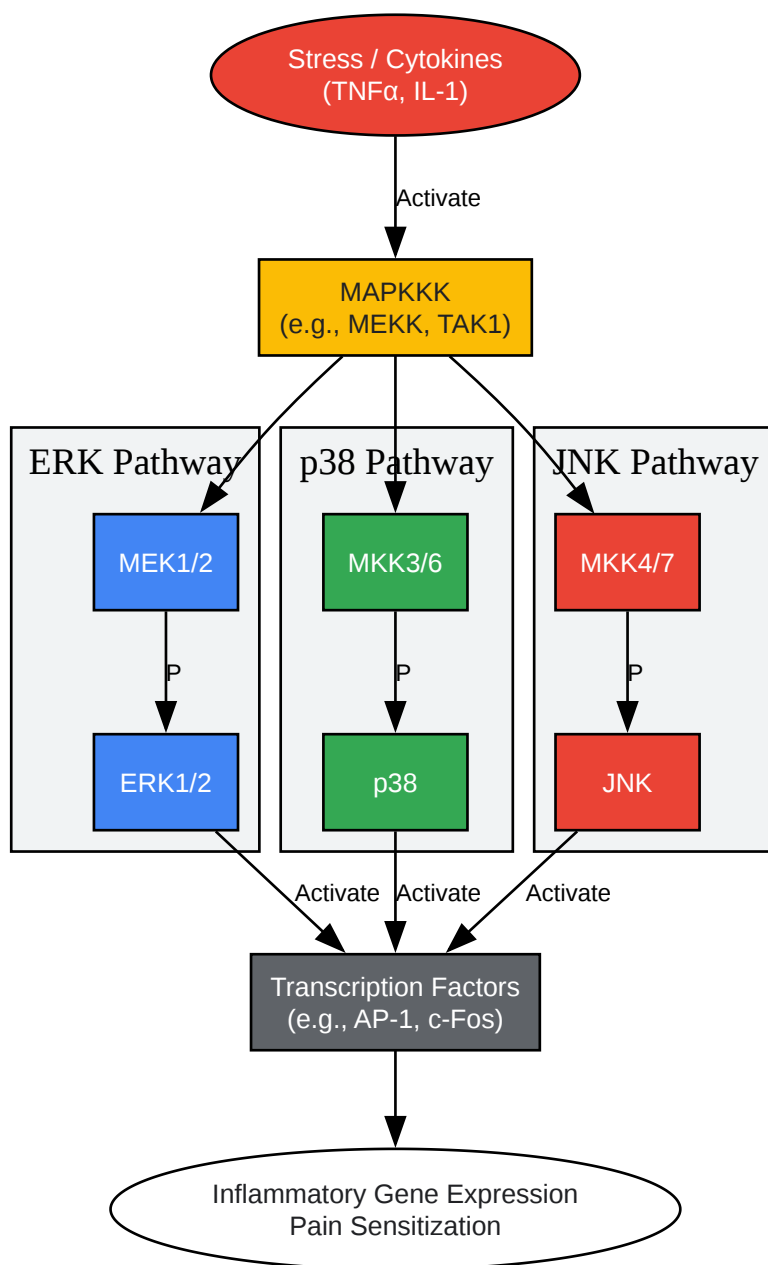 Stress / Cytokines
(TNFα, IL-1)
Activate
MAPKKK
(e.g., MEKK, TAK1)
ERK Pathway
p38 Pathway
JNK Pathway
MEK1/2
MKK3/6
MKK4/7
P
P
P
ERK1/2
p38
JNK
Activate
Activate
Activate
Transcription Factors
(e.g., AP-1, c-Fos)
Inflammatory Gene Expression
Pain Sensitization